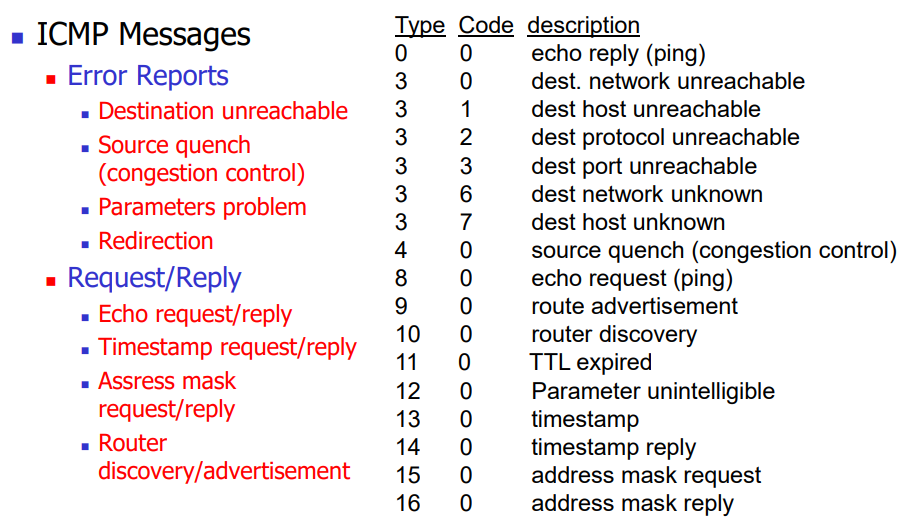 ICMP Messages
Error Reports
Destination unreachable
Source quench
(congestion control)
Parameters problem
Redirection
Request/Reply
Echo request/reply
Timestamp request/reply
Assress mask
request/reply
Router
discovery/advertisement
Type Code description
0 0 echo reply (ping)
3 0 dest. network unreachable
3 1 dest host unreachable
3 2 dest protocol unreachable
3 3 dest port unreachable
3 6 dest network unknown
3 7 dest host unknown
4 0 source quench (congestion control)
8 0 echo request (ping)
9 0 route advertisement
10 0 router discovery
11 0 TTL expired
12 0 Parameter unintelligible
13 0 timestamp
14 0 timestamp reply
15 0 address mask request
16 0 address mask reply